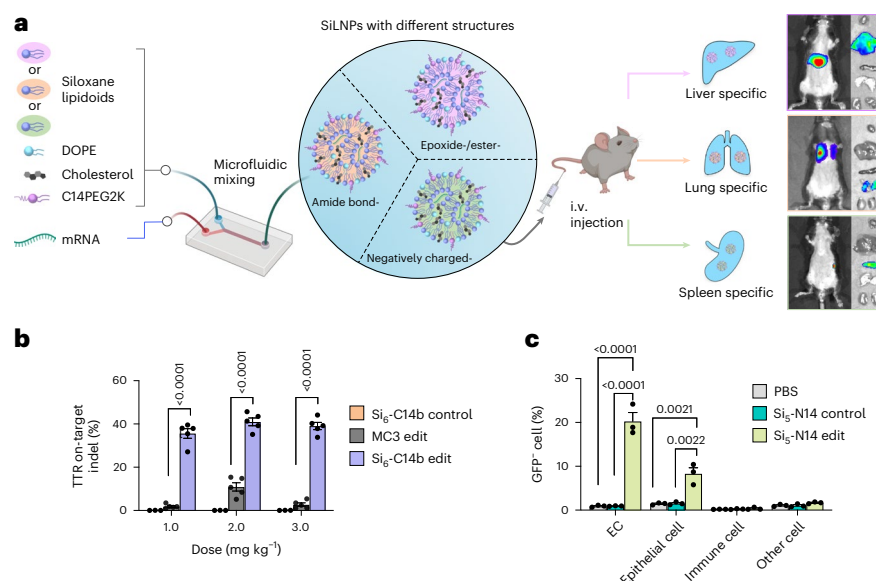 a
SiLNPs with different structures
or
or
Siloxane
lipidoids
DOPE
Cholesterol
C14PEG2K
mRNA
Microfluidic
mixing
Epoxide-/ester-
Amide bond-
Negatively charged-
i.v.
injection
Liver specific
Lung specific
Spleen specific
b
TTR on-target
indel (%)
60
40
20
0
<0.0001
<0.0001
<0.0001
1.0
2.0
3.0
Dose (mg kg⁻¹)
Si₆-C14b control
MC3 edit
Si₆-C14b edit
c
GFP⁻ cell (%)
30
20
10
0
<0.0001
<0.0001
0.0021
0.0022
EC
Epithelial cell
Immune cell
Other cell
PBS
Si₅-N14 control
Si₅-N14 edit